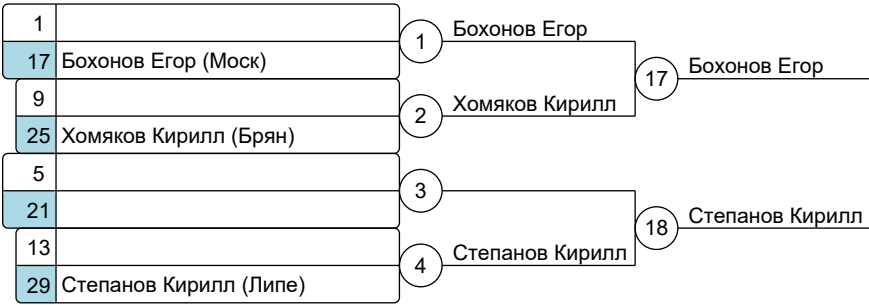 1
17 Бохонов Егор (Моск)
9
25 Хомяков Кирилл (Брян)
5
21
13
29 Степанов Кирилл (Липе)
1 Бохонов Егор
2 Хомяков Кирилл
3
4 Степанов Кирилл
17 Бохонов Егор
18 Степанов Кирилл